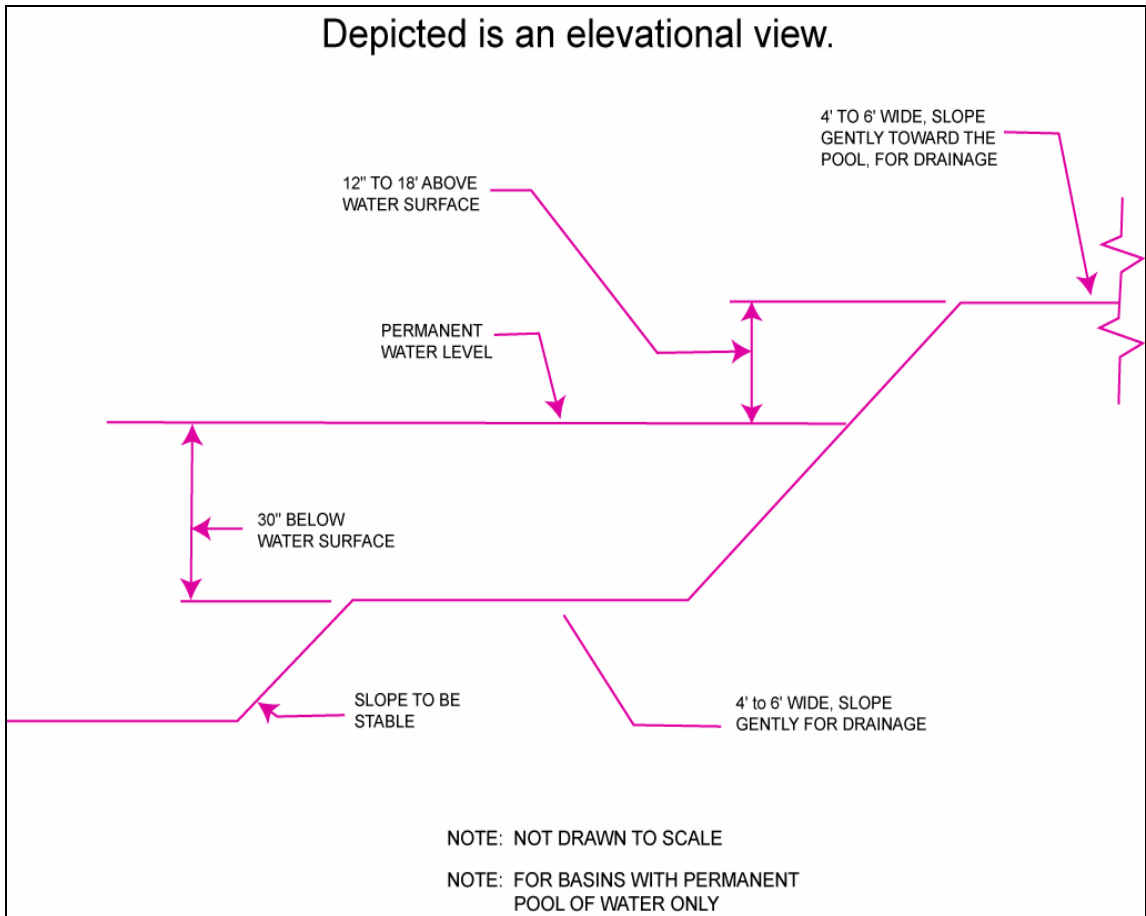 Depicted is an elevational view.
4' TO 6' WIDE, SLOPE
GENTLY TOWARD THE
POOL, FOR DRAINAGE
12" TO 18' ABOVE
WATER SURFACE
PERMANENT
WATER LEVEL
30" BELOW
WATER SURFACE
SLOPE TO BE
STABLE
4' to 6' WIDE, SLOPE
GENTLY FOR DRAINAGE
NOTE: NOT DRAWN TO SCALE
NOTE: FOR BASINS WITH PERMANENT
POOL OF WATER ONLY